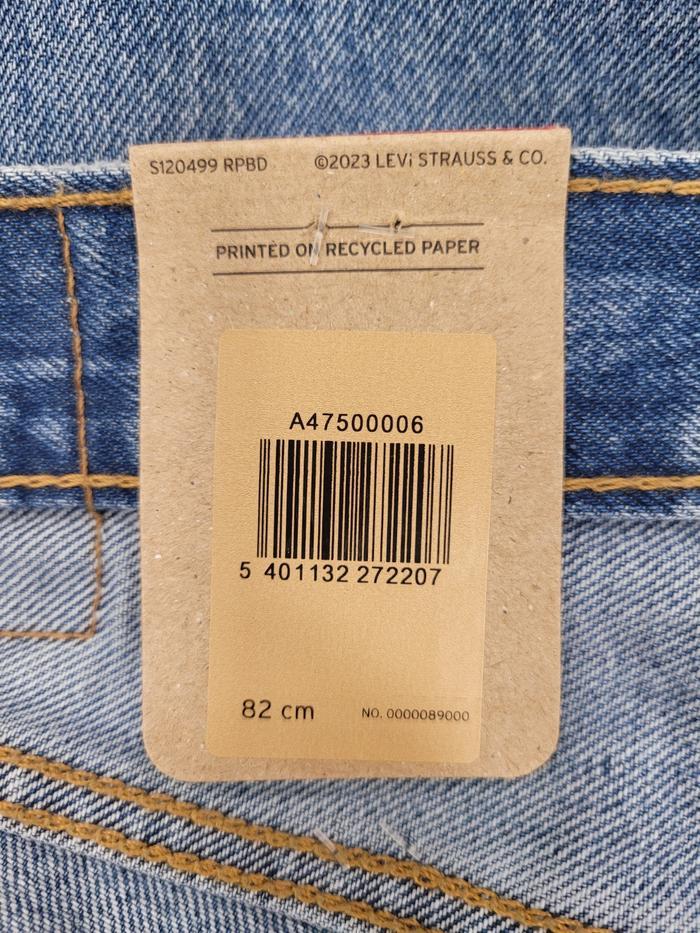 S120499 RPBD ©2023 LEVi STRAUSS & CO.
PRINTED ON RECYCLED PAPER
A47500006
5 401132 272207
82 cm NO. 0000089000